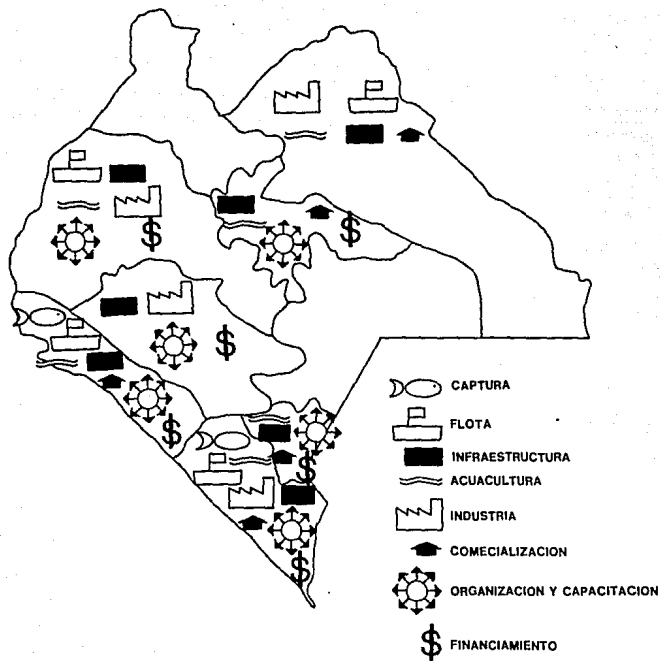 CAPTURA
FLOTA
INFRAESTRUCTURA
ACUACULTURA
INDUSTRIA
COMECIALIZACION
ORGANIZACION Y CAPACITACION
$ FINANCIAMIENTO